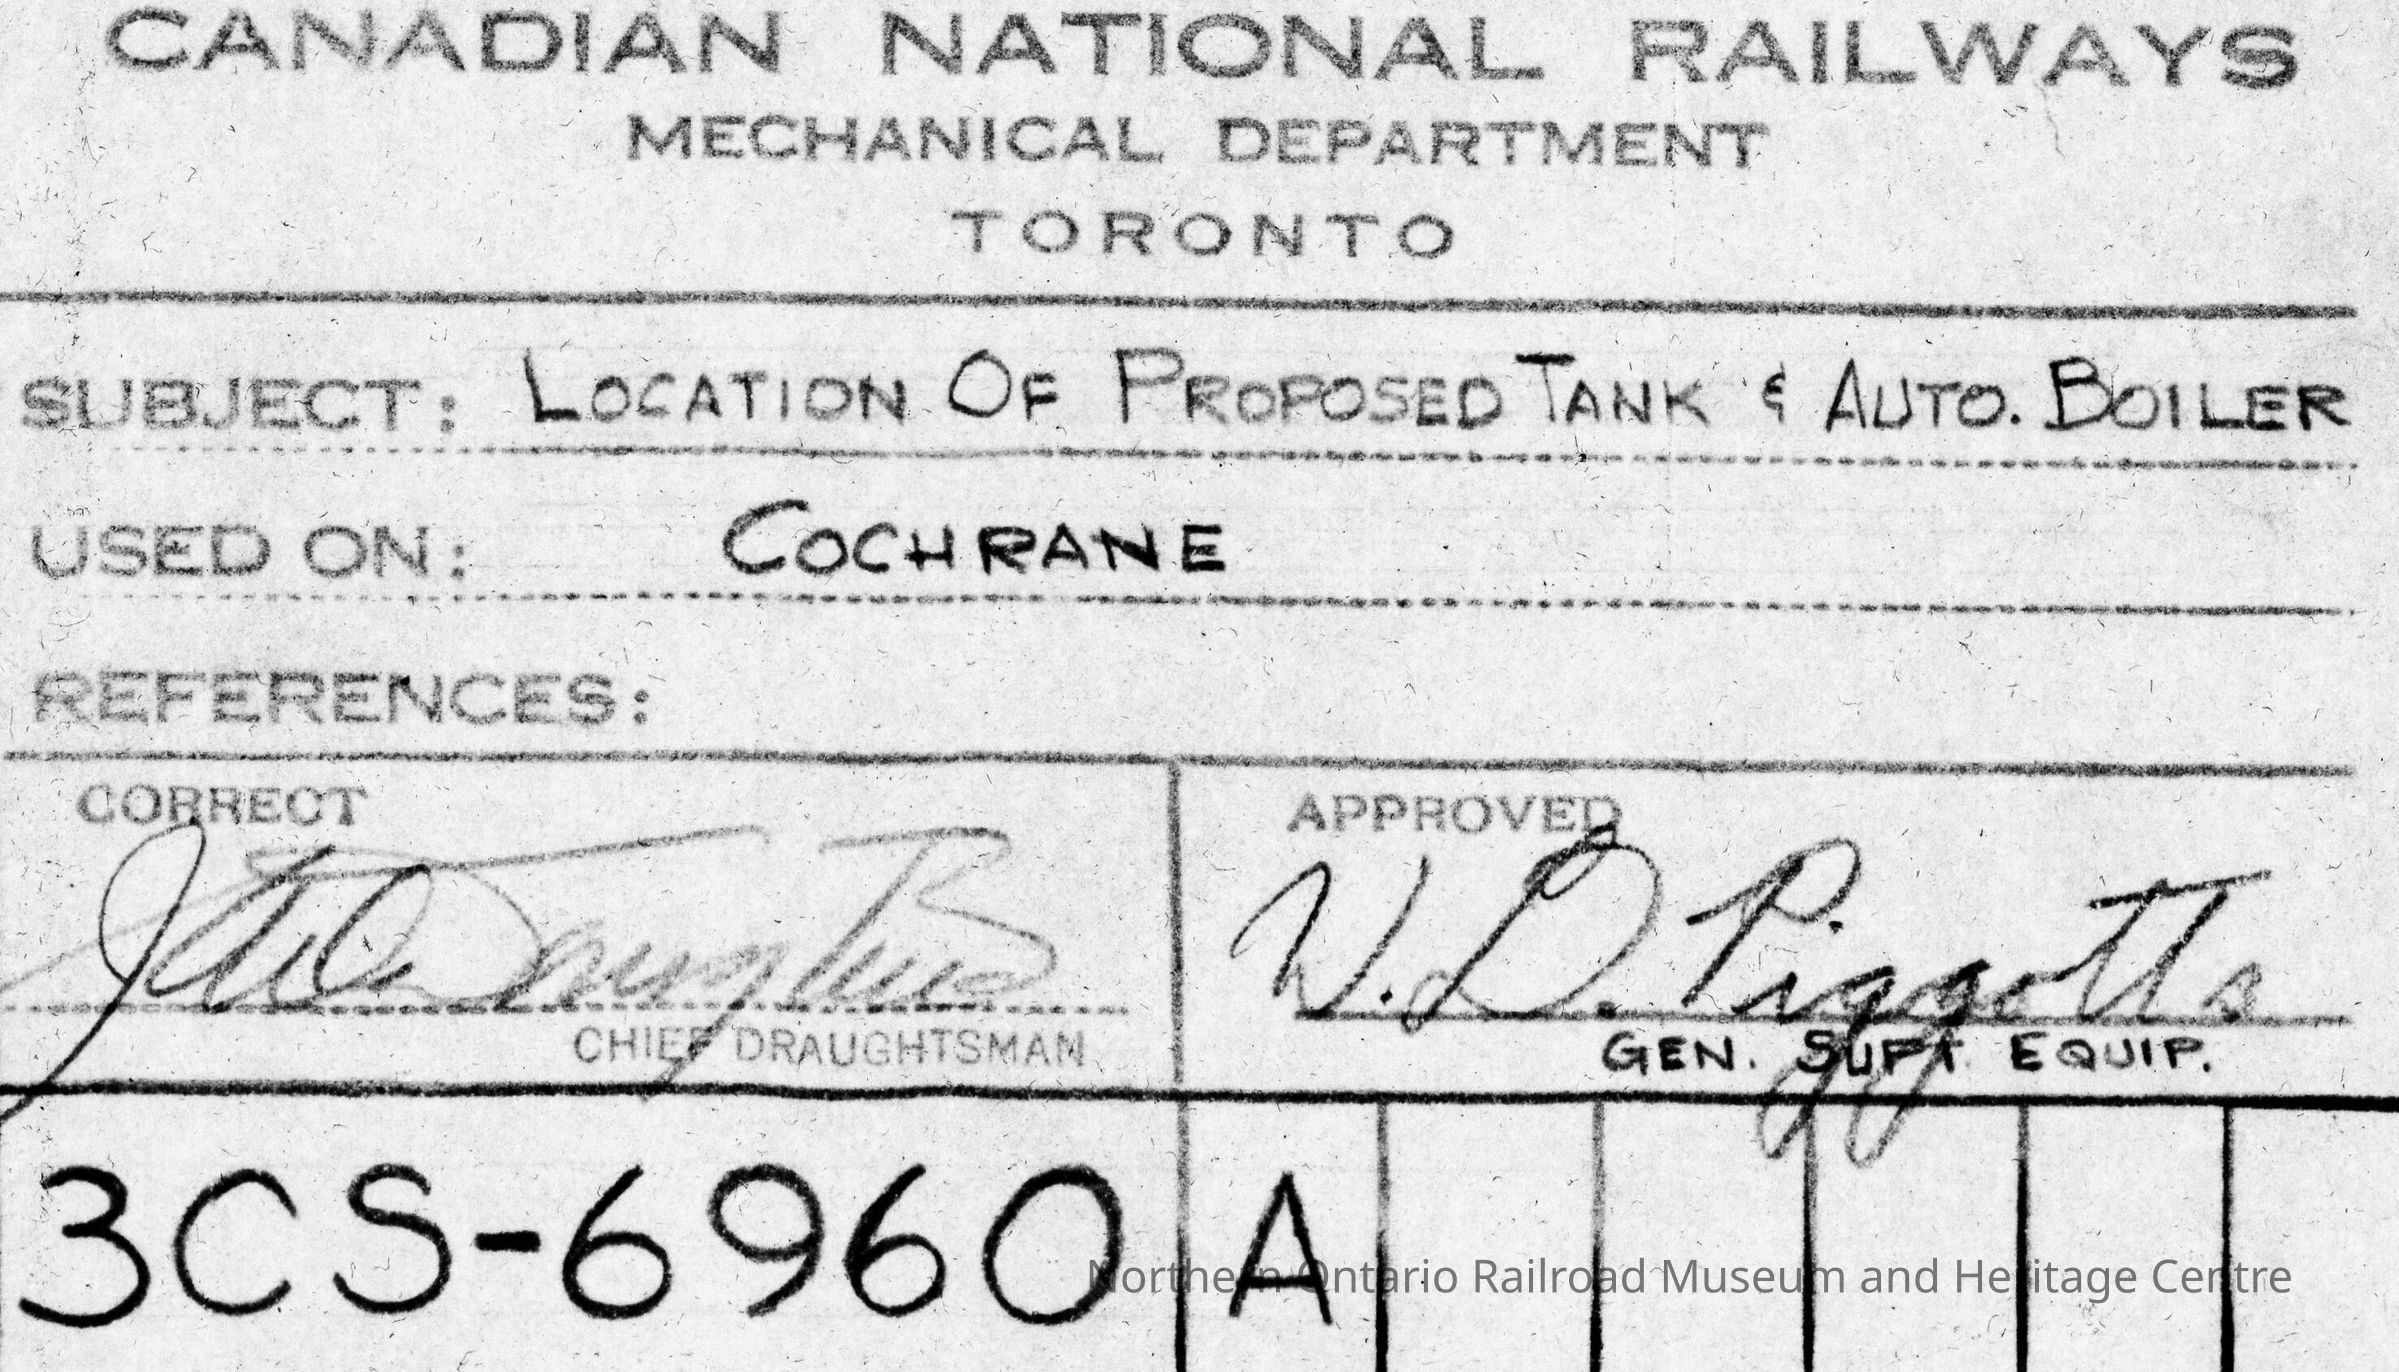 CANADIAN NATIONAL RAILWAYS
MECHANICAL DEPARTMENT
TORONTO
SUBJECT: LOCATION OF PROPOSED TANK & AUTO. BOILER
USED ON: COCHRANE
REFERENCES:
CORRECT
APPROVED
W. D. Piggotts
CHIEF DRAUGHTSMAN
GEN. SUPT EQUIP.
3CS-6960 A
Northern Ontario Railroad Museum and Heritage Centre